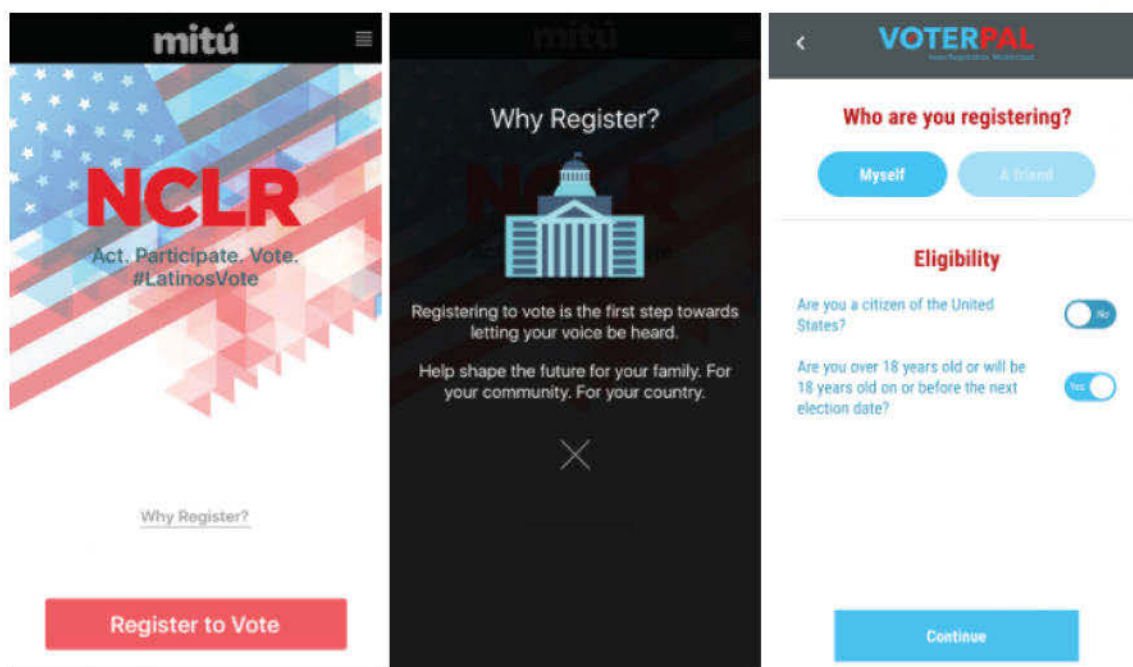 mitú
NCLR
Act. Participate. Vote.
#LatinosVote
Why Register?
Register to Vote
Why Register?
Registering to vote is the first step towards
letting your voice be heard.
Help shape the future for your family. For
your community. For your country.
VOTERPAL
Who are you registering?
Myself
A friend
Eligibility
Are you a citizen of the United
States?
No
Are you over 18 years old or will be
18 years old on or before the next
election date?
Yes
Continue